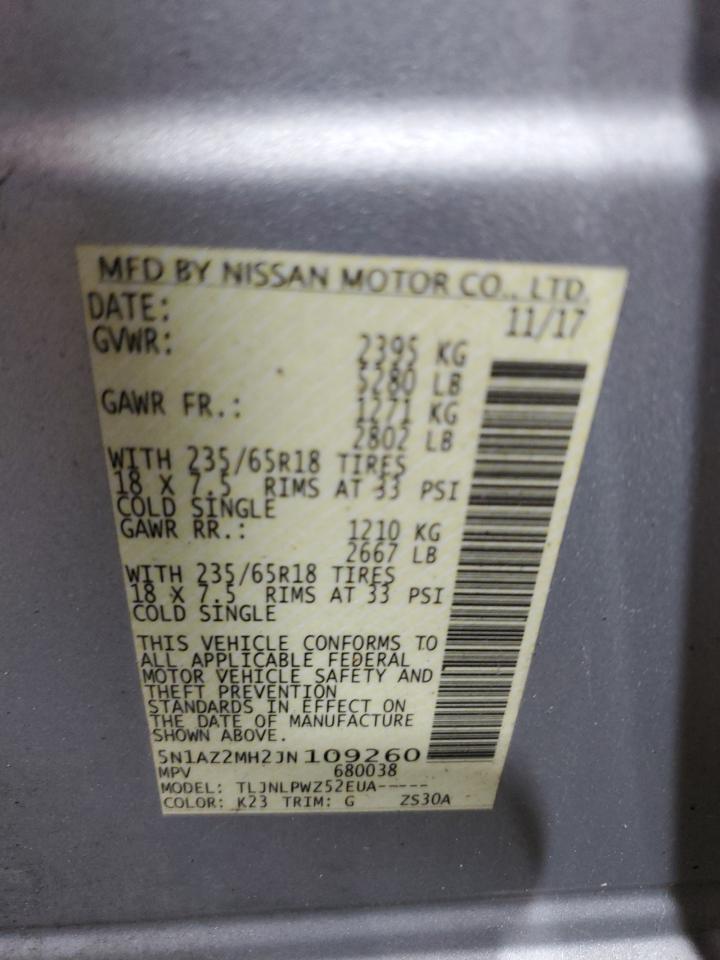 MFD BY NISSAN MOTOR CO., LTD.
DATE: 11/17
GVWR: 2395 KG
5280 LB
GAWR FR.: 1271 KG
2802 LB
WITH 235/65R18 TIRES
18 X 7.5 RIMS AT 33 PSI
COLD SINGLE
GAWR RR.: 1210 KG
2667 LB
WITH 235/65R18 TIRES
18 X 7.5 RIMS AT 33 PSI
COLD SINGLE
THIS VEHICLE CONFORMS TO
ALL APPLICABLE FEDERAL
MOTOR VEHICLE SAFETY AND
THEFT PREVENTION
STANDARDS IN EFFECT ON
THE DATE OF MANUFACTURE
SHOWN ABOVE.
5N1AZ2MH2JN109260
MPV 680038
MODEL: TLJNLPWZ52EUA-----
COLOR: K23 TRIM: G ZS30A